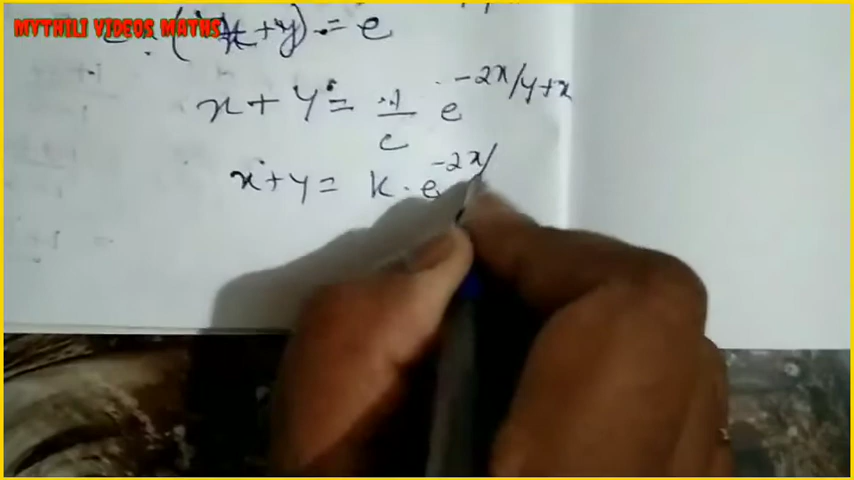 MYTHILI VIDEOS MATHS
(x+y) = e
x + y = 1/c e^-2x/y+x
x+y = k . e^-2x/